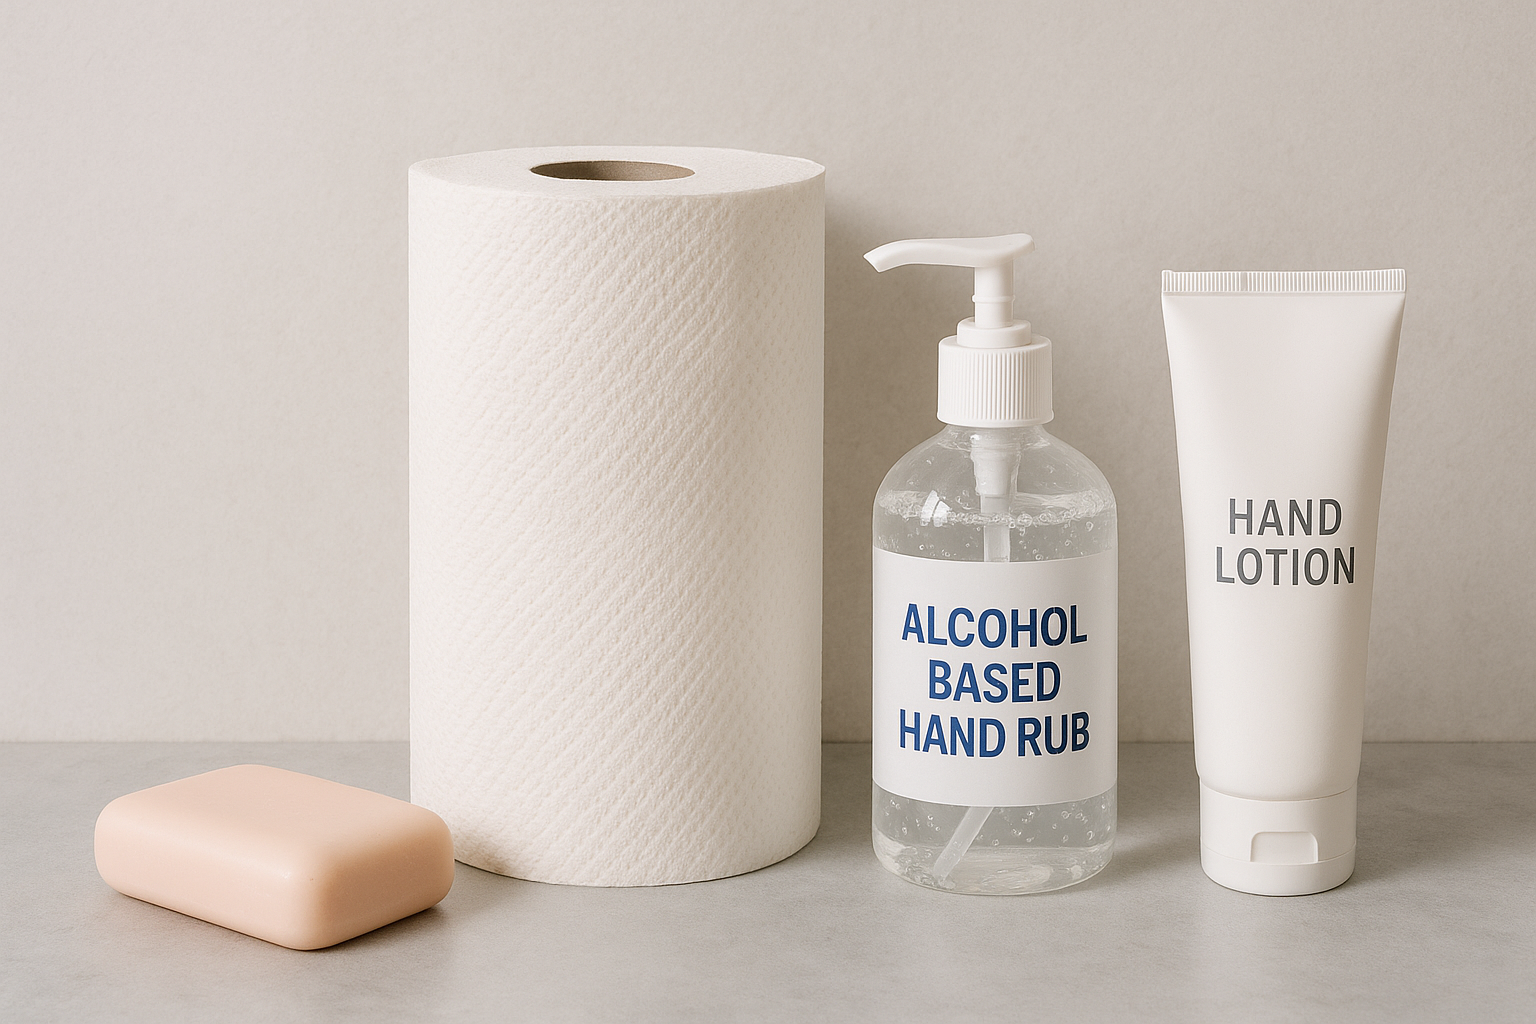 ALCOHOL
BASED
HAND RUB
HAND
LOTION